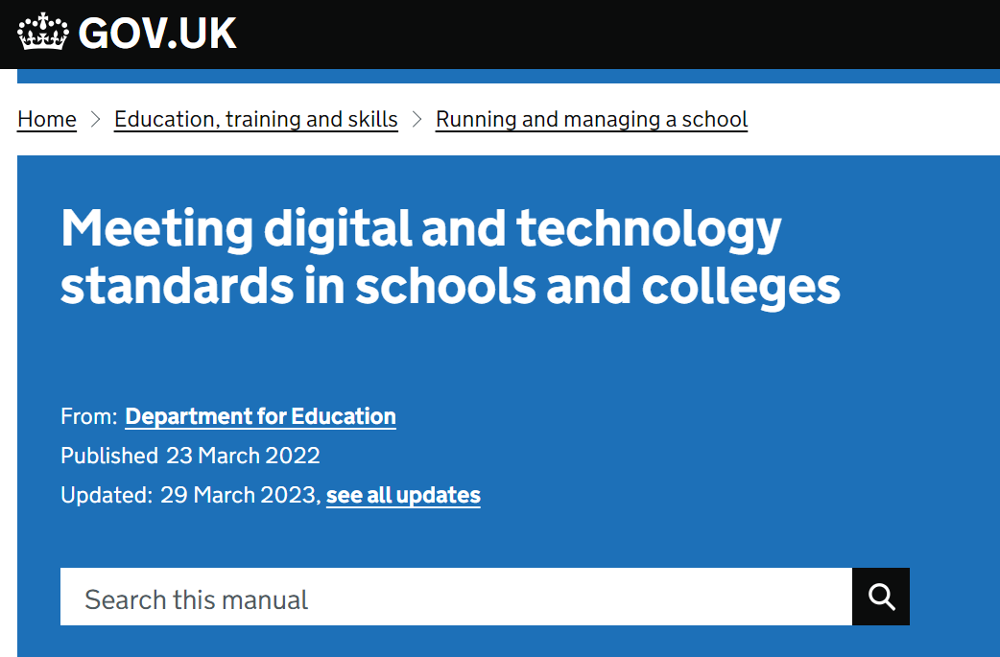 GOV.UK
Home > Education, training and skills > Running and managing a school
Meeting digital and technology
standards in schools and colleges
From: Department for Education
Published 23 March 2022
Updated: 29 March 2023, see all updates
Search this manual